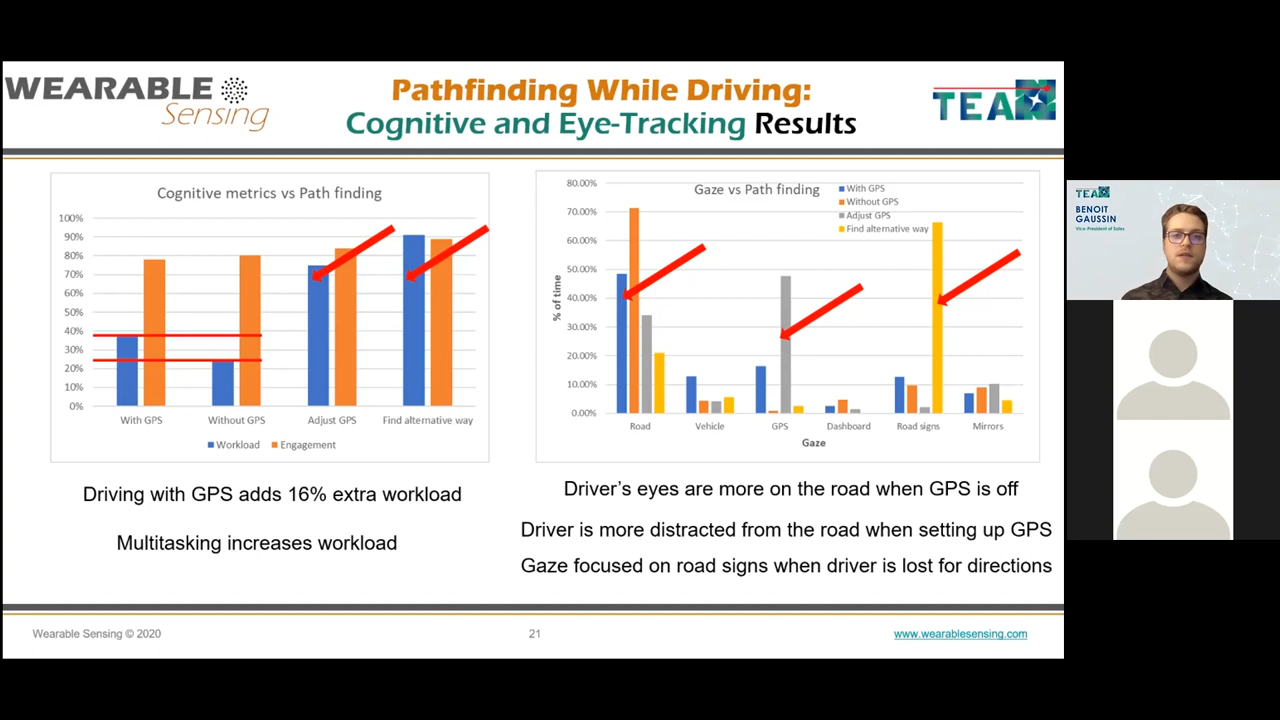 WEARABLE
Sensing
Pathfinding While Driving:
Cognitive and Eye-Tracking Results
TEA
Cognitive metrics vs Path finding
100%
90%
80%
70%
60%
50%
40%
30%
20%
10%
0%
With GPS
Without GPS
Adjust GPS
Find alternative way
Workload
Engagement
Gaze vs Path finding
With GPS
Without GPS
Adjust GPS
Find alternative way
% of time
80.00%
70.00%
60.00%
50.00%
40.00%
30.00%
20.00%
10.00%
0.00%
Road
Vehicle
GPS
Dashboard
Road signs
Mirrors
Gaze
Driving with GPS adds 16% extra workload
Multitasking increases workload
Driver's eyes are more on the road when GPS is off
Driver is more distracted from the road when setting up GPS
Gaze focused on road signs when driver is lost for directions
Wearable Sensing © 2020
21
www.wearablesensing.com
TEA
BENOIT
GAUSSIN
Vice-President of Sales